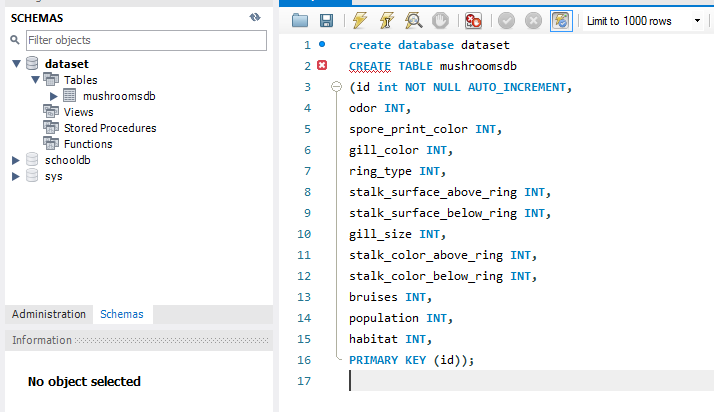 SCHEMAS
Filter objects
dataset
Tables
mushroomsdb
Views
Stored Procedures
Functions
schooldb
sys
Administration Schemas
Information
No object selected
Limit to 1000 rows
1 create database dataset
2 CREATE TABLE mushroomsdb
3 (id int NOT NULL AUTO_INCREMENT,
4 odor INT,
5 spore_print_color INT,
6 gill_color INT,
7 ring_type INT,
8 stalk_surface_above_ring INT,
9 stalk_surface_below_ring INT,
10 gill_size INT,
11 stalk_color_above_ring INT,
12 stalk_color_below_ring INT,
13 bruises INT,
14 population INT,
15 habitat INT,
16 PRIMARY KEY (id));
17